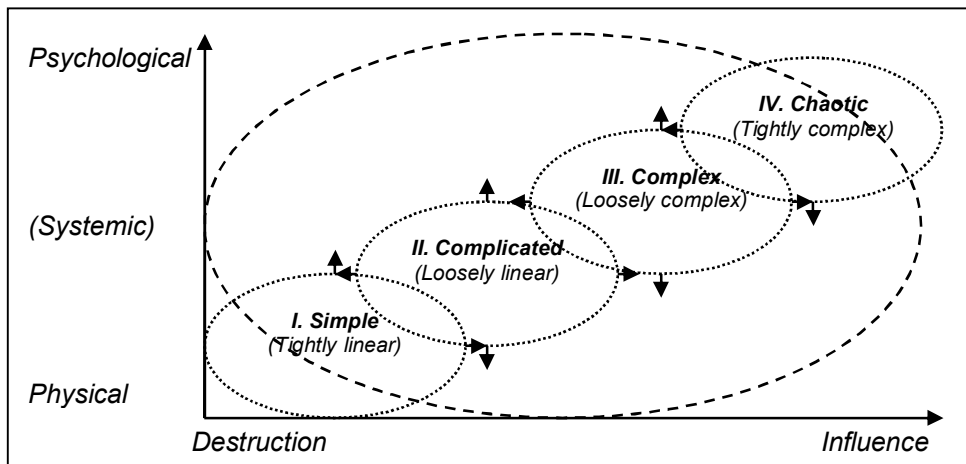 Psychological
IV. Chaotic
(Tightly complex)
III. Complex
(Loosely complex)
(Systemic)
II. Complicated
(Loosely linear)
I. Simple
(Tightly linear)
Physical
Destruction
Influence